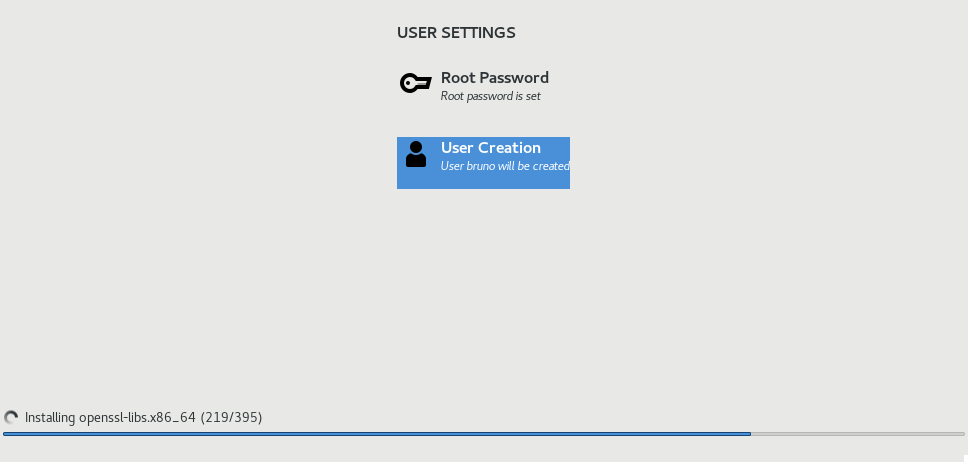 USER SETTINGS
Root Password
Root password is set
User Creation
User bruno will be created
Installing openssl-libs.x86_64 (219/395)